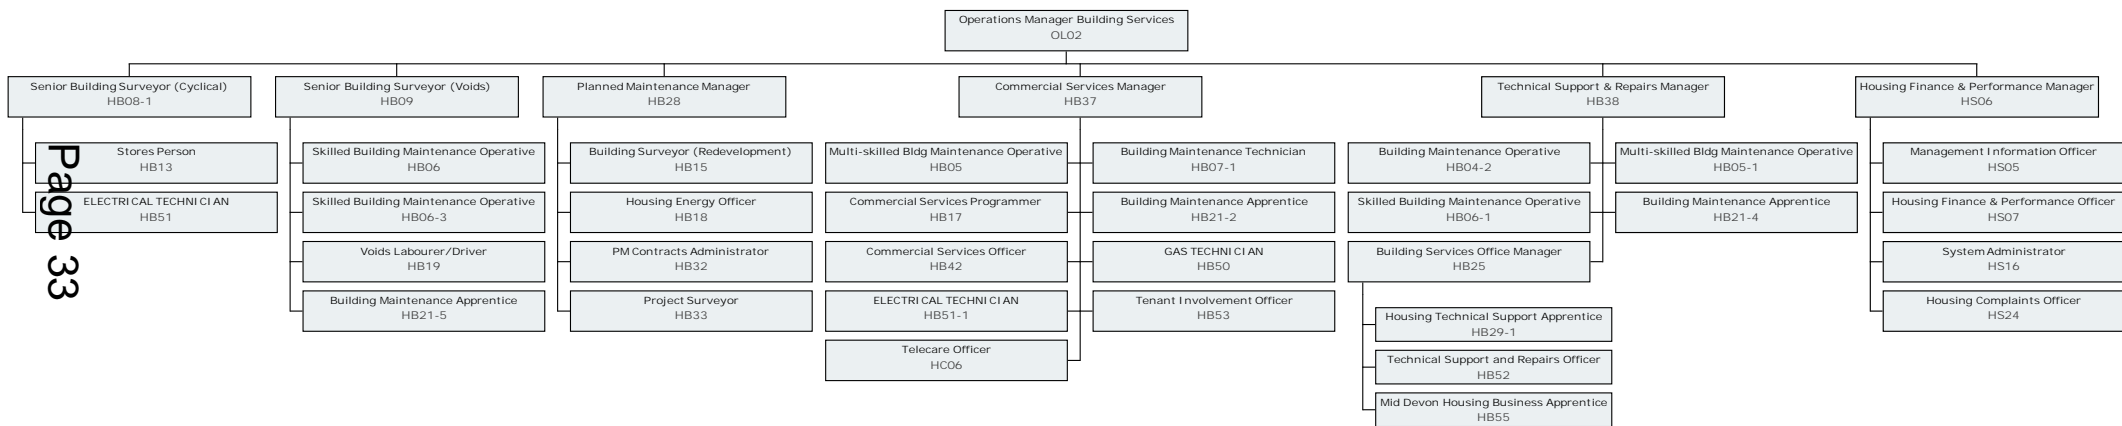 Operations Manager Building Services
OL02
Senior Building Surveyor (Cyclical)
HB08-1
Senior Building Surveyor (Voids)
HB09
Planned Maintenance Manager
HB28
Commercial Services Manager
HB37
Technical Support & Repairs Manager
HB38
Housing Finance & Performance Manager
HS06
Stores Person
HB13
ELECTRICAL TECHNICIAN
HB51
Skilled Building Maintenance Operative
HB06
Skilled Building Maintenance Operative
HB06-3
Voids Labourer/Driver
HB19
Building Maintenance Apprentice
HB21-5
Building Surveyor (Redevelopment)
HB15
Housing Energy Officer
HB18
PM Contracts Administrator
HB32
Project Surveyor
HB33
Multi-skilled Bldg Maintenance Operative
HB05
Commercial Services Programmer
HB17
Commercial Services Officer
HB42
ELECTRICAL TECHNICIAN
HB51-1
Telecare Officer
HC06
Building Maintenance Technician
HB07-1
Building Maintenance Apprentice
HB21-2
GAS TECHNICIAN
HB50
Tenant Involvement Officer
HB53
Building Maintenance Operative
HB04-2
Skilled Building Maintenance Operative
HB06-1
Building Services Office Manager
HB25
Housing Technical Support Apprentice
HB29-1
Technical Support and Repairs Officer
HB52
Mid Devon Housing Business Apprentice
HB55
Multi-skilled Bldg Maintenance Operative
HB05-1
Building Maintenance Apprentice
HB21-4
Management Information Officer
HS05
Housing Finance & Performance Officer
HS07
System Administrator
HS16
Housing Complaints Officer
HS24
Page 33